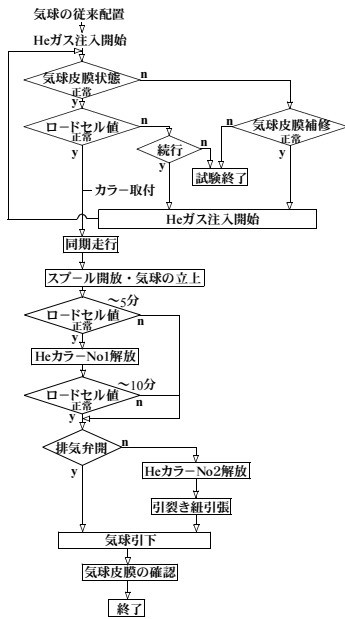 気球の従来配置
Heガス注入開始
気球皮膜状態
正常
n
y
ロードセル値
正常
n
y
気球皮膜補修
正常
n
y
続行
n
y
試験終了
カラー取付
Heガス注入開始
同期走行
スプール開放・気球の立上
～5分
ロードセル値
正常
n
y
HeカラーNo1解放
～10分
ロードセル値
正常
n
y
排気弁開
n
y
HeカラーNo2解放
引裂き紐引張
気球引下
気球皮膜の確認
終了